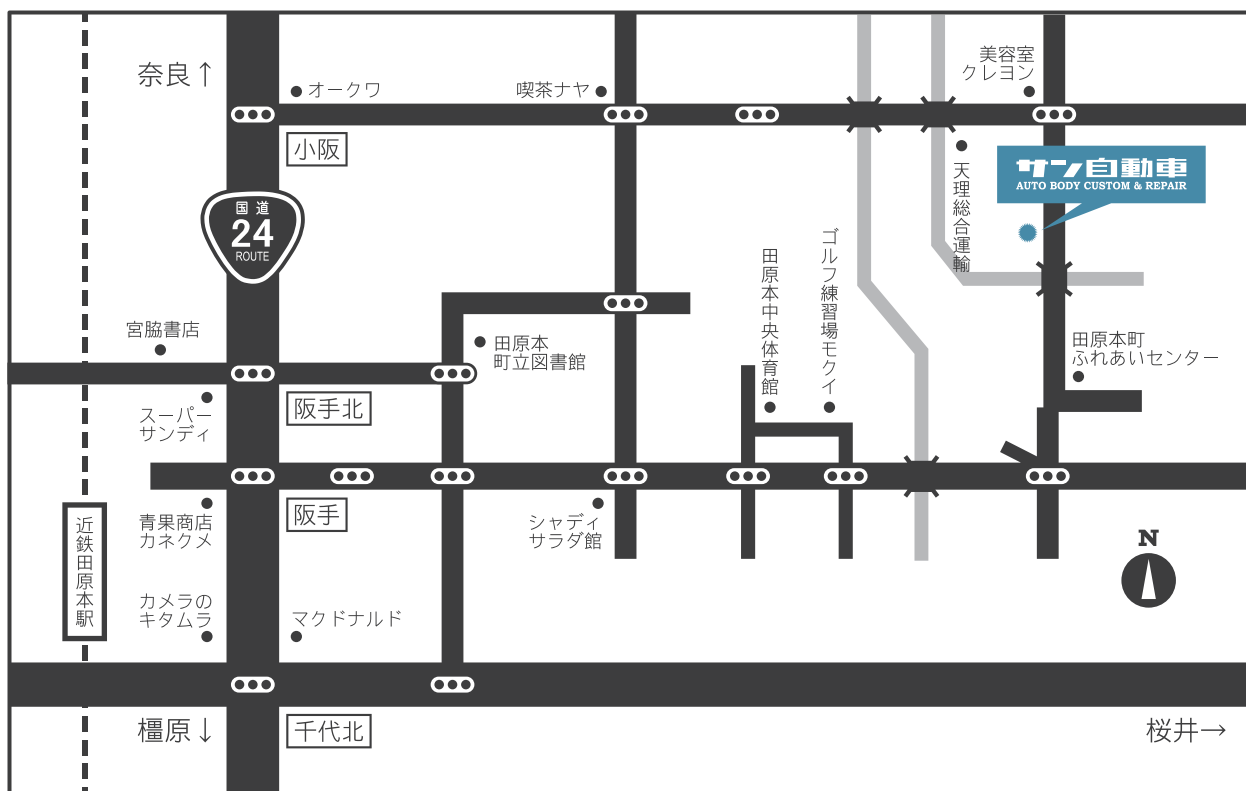 奈良↑
オークワ
喫茶ナヤ
美容室
クレヨン
小阪
天理総合運輸
サン自動車
AUTO BODY CUSTOM & REPAIR
国道
24
ROUTE
ゴルフ練習場モクイ
田原本中央体育館
宮脇書店
田原本
町立図書館
田原本町
ふれあいセンター
スーパー
サンディ
阪手北
青果商店
カネクメ
阪手
シャディ
サラダ館
近鉄田原本駅
N
カメラの
キタムラ
マクドナルド
橿原↓
千代北
桜井→